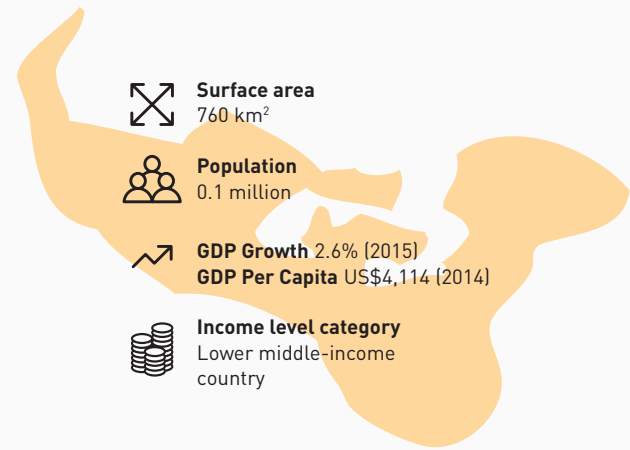 Surface area
760 km²
Population
0.1 million
GDP Growth 2.6% (2015)
GDP Per Capita US$4,114 (2014)
Income level category
Lower middle-income
country